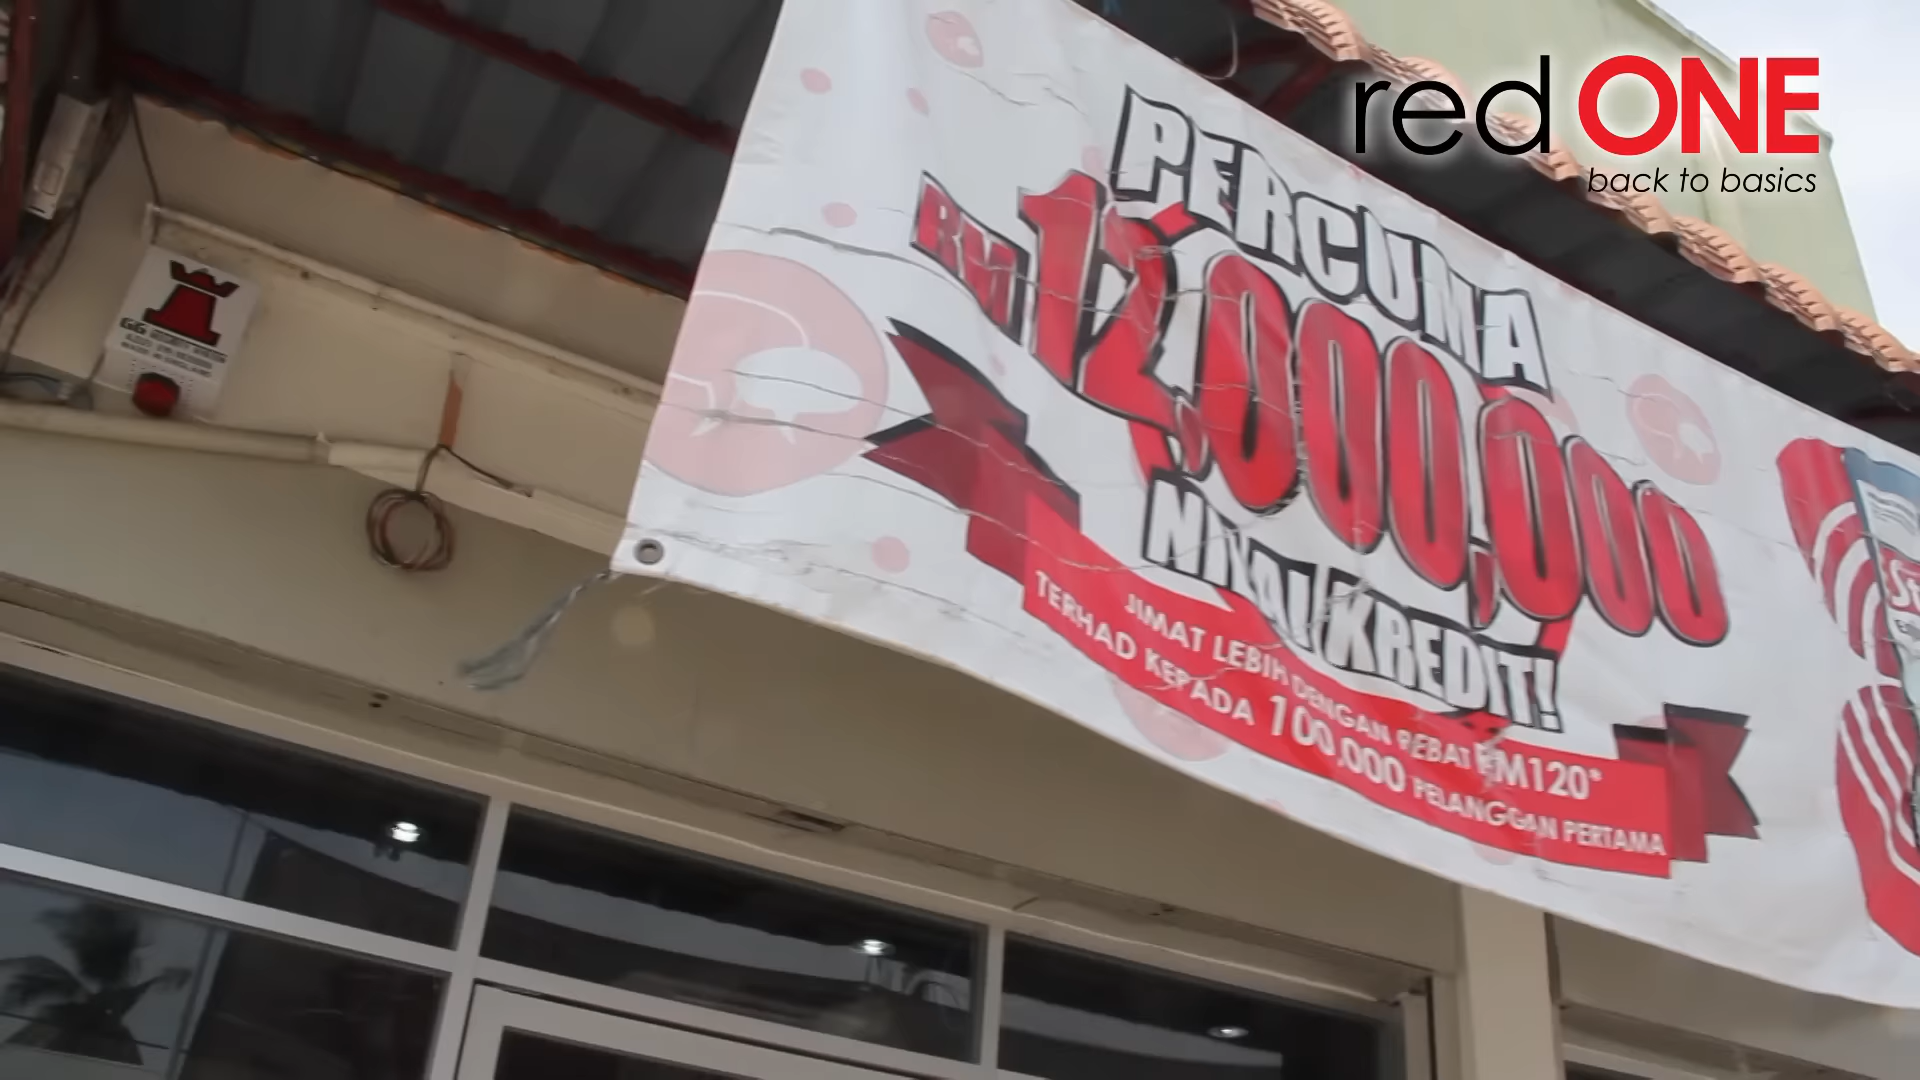 red ONE
back to basics
PERCUMA
RM12,000,000
NILAI KREDIT!
JIMAT LEBIH DENGAN REBAT RM120*
TERHAD KEPADA 100,000 PELANGGAN PERTAMA
GG